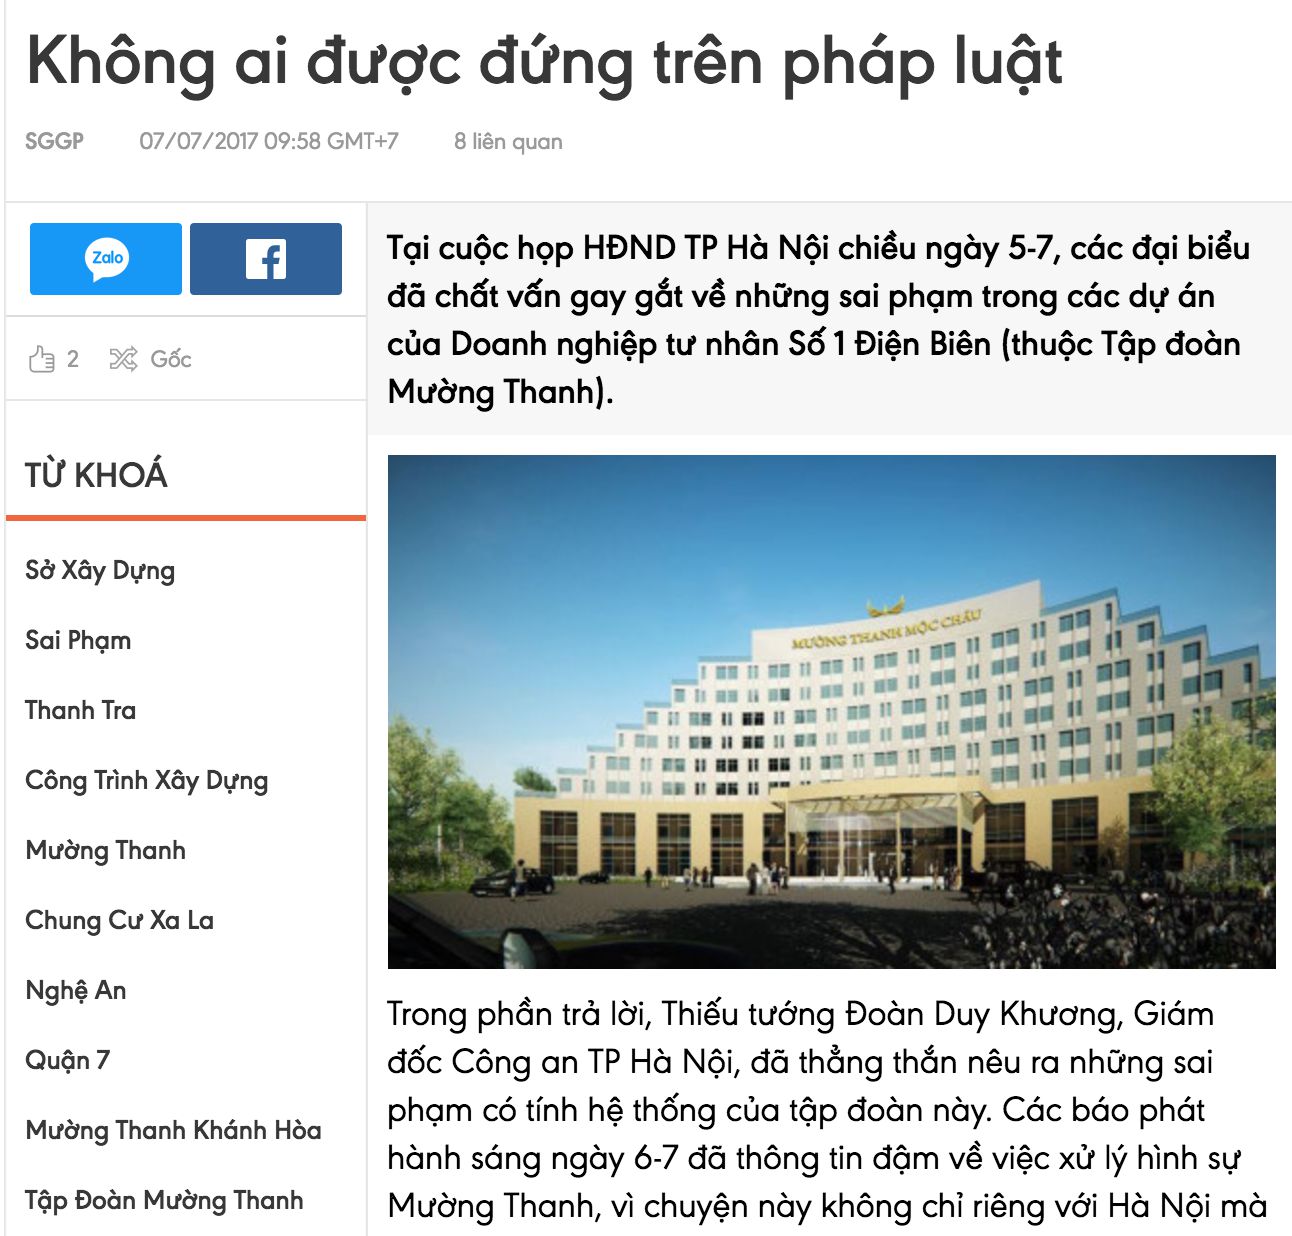 Không ai được đứng trên pháp luật
SGGP 07/07/2017 09:58 GMT+7 8 liên quan
Zalo
2 Gốc
TỪ KHOÁ
Sở Xây Dựng
Sai Phạm
Thanh Tra
Công Trình Xây Dựng
Mường Thanh
Chung Cư Xa La
Nghệ An
Quận 7
Mường Thanh Khánh Hòa
Tập Đoàn Mường Thanh
Tại cuộc họp HĐND TP Hà Nội chiều ngày 5-7, các đại biểu
đã chất vấn gay gắt về những sai phạm trong các dự án
của Doanh nghiệp tư nhân Số 1 Điện Biên (thuộc Tập đoàn
Mường Thanh).
MƯỜNG THANH MỘC CHÂU
Trong phần trả lời, Thiếu tướng Đoàn Duy Khương, Giám
đốc Công an TP Hà Nội, đã thẳng thắn nêu ra những sai
phạm có tính hệ thống của tập đoàn này. Các báo phát
hành sáng ngày 6-7 đã thông tin đậm về việc xử lý hình sự
Mường Thanh, vì chuyện này không chỉ riêng với Hà Nội mà